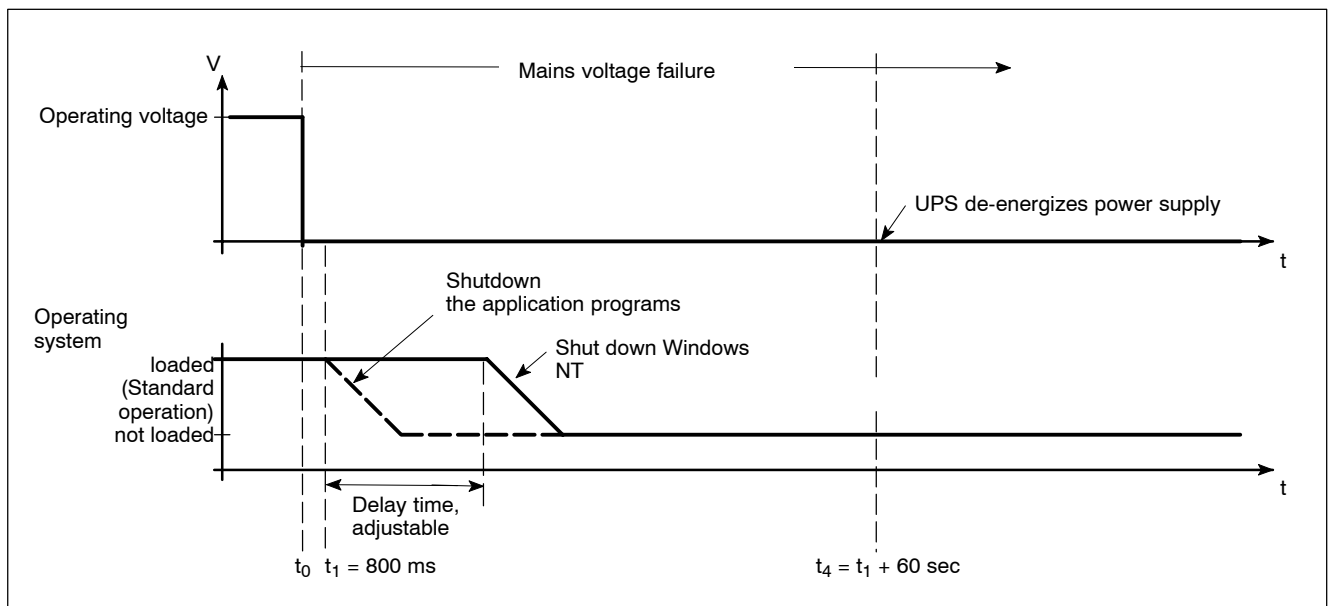 V
Mains voltage failure
Operating voltage
UPS de-energizes power supply
t
Shutdown
the application programs
Operating
system
Shut down Windows
NT
loaded
(Standard
operation)
not loaded
t
Delay time,
adjustable
t0 t1 = 800 ms
t4 = t1 + 60 sec